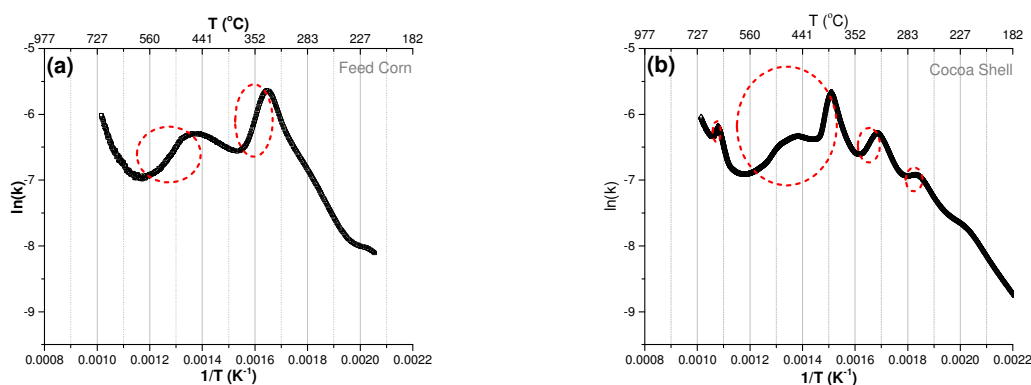 T (°C)
977 727 560 441 352 283 227 182
-5
-6
-7
-8
-9
ln(k)
(a)
Feed Corn
0.0008 0.0010 0.0012 0.0014 0.0016 0.0018 0.0020 0.0022
1/T (K-1)
T (°C)
977 727 560 441 352 283 227 182
-5
-6
-7
-8
-9
ln(k)
(b)
Cocoa Shell
0.0008 0.0010 0.0012 0.0014 0.0016 0.0018 0.0020 0.0022
1/T (K-1)